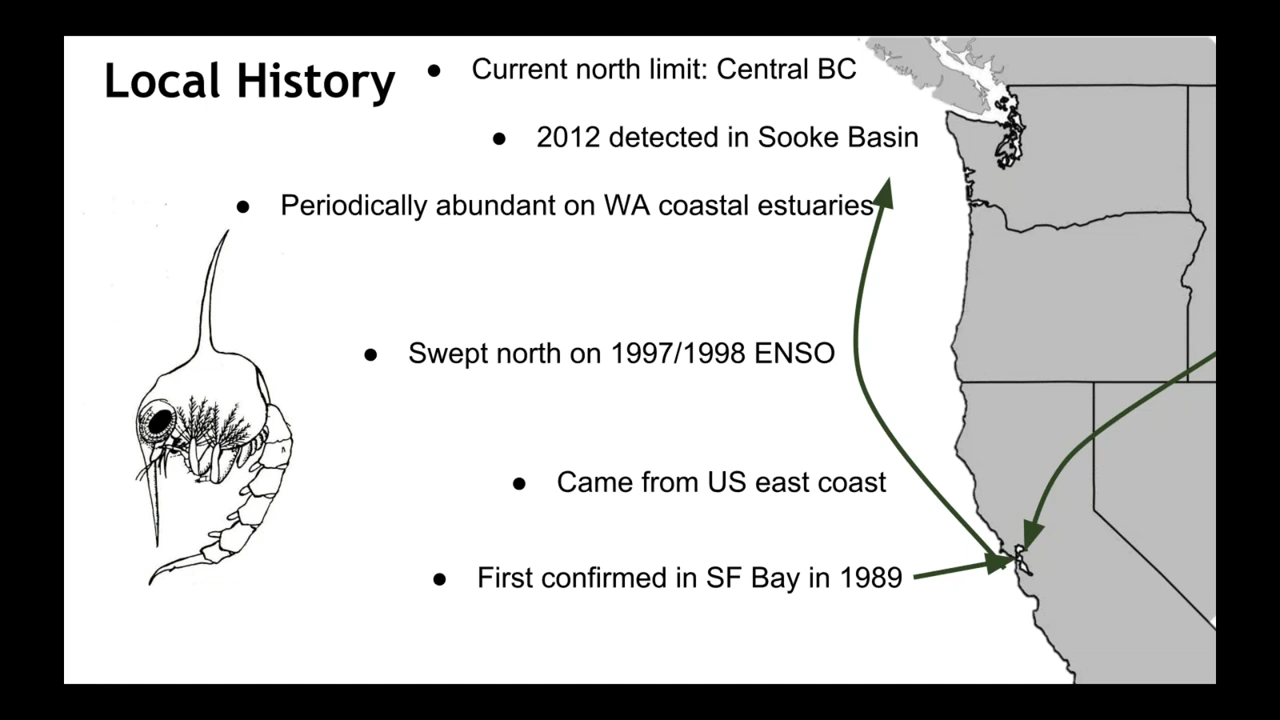 Local History
● Current north limit: Central BC
● 2012 detected in Sooke Basin
● Periodically abundant on WA coastal estuaries
● Swept north on 1997/1998 ENSO
● Came from US east coast
● First confirmed in SF Bay in 1989